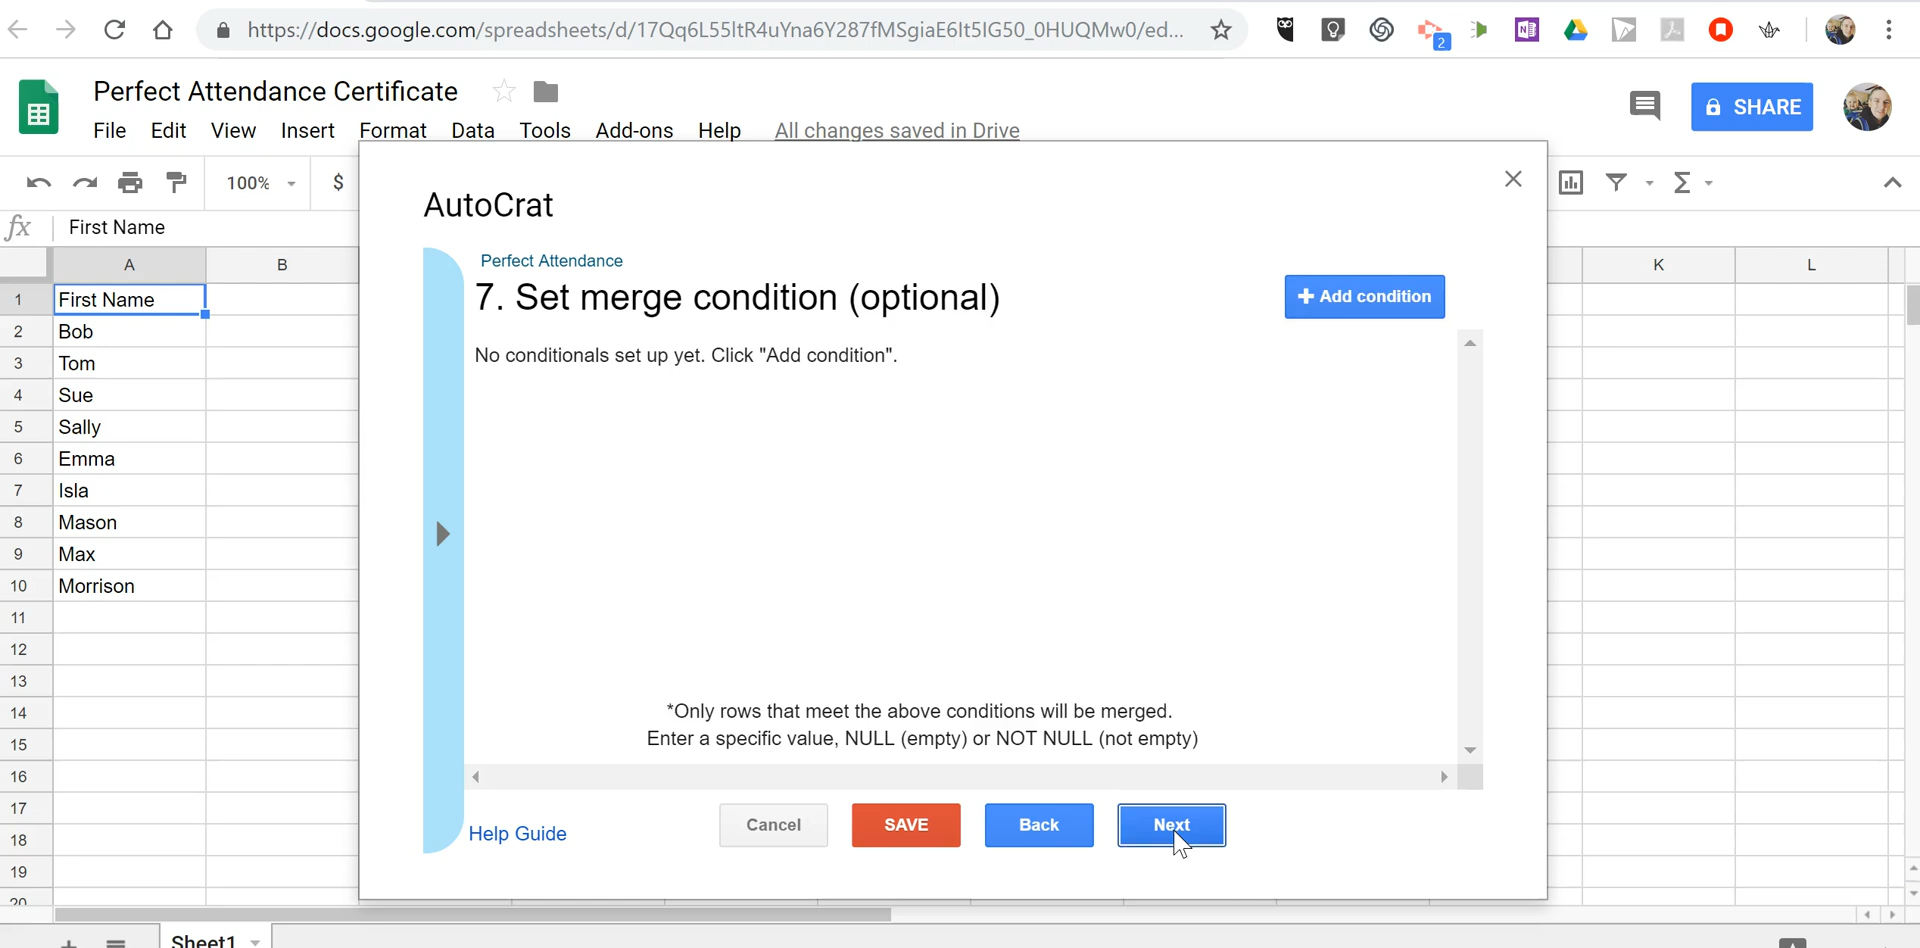 https://docs.google.com/spreadsheets/d/17Qq6L55ltR4uYna6Y287fMSgiaE6It5IG50_0HUQMw0/ed...
2
Perfect Attendance Certificate
File Edit View Insert Format Data Tools Add-ons Help All changes saved in Drive
SHARE
100% $ Σ
fx First Name
A B K L
1 First Name
2 Bob
3 Tom
4 Sue
5 Sally
6 Emma
7 Isla
8 Mason
9 Max
10 Morrison
11
12
13
14
15
16
17
18
19
20
AutoCrat
Perfect Attendance
7. Set merge condition (optional)
+ Add condition
No conditionals set up yet. Click "Add condition".
*Only rows that meet the above conditions will be merged.
Enter a specific value, NULL (empty) or NOT NULL (not empty)
Help Guide
Cancel SAVE Back Next
Sheet1